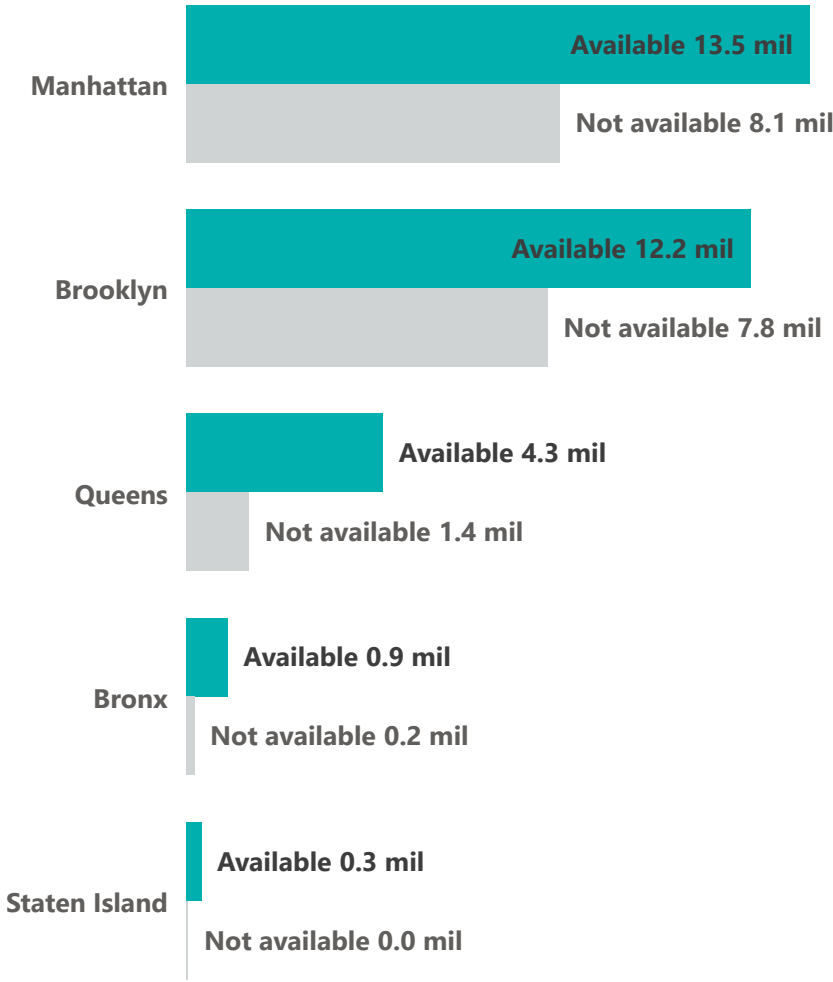 Available 13.5 mil
Manhattan
Not available 8.1 mil
Available 12.2 mil
Brooklyn
Not available 7.8 mil
Available 4.3 mil
Queens
Not available 1.4 mil
Available 0.9 mil
Bronx
Not available 0.2 mil
Available 0.3 mil
Staten Island
Not available 0.0 mil